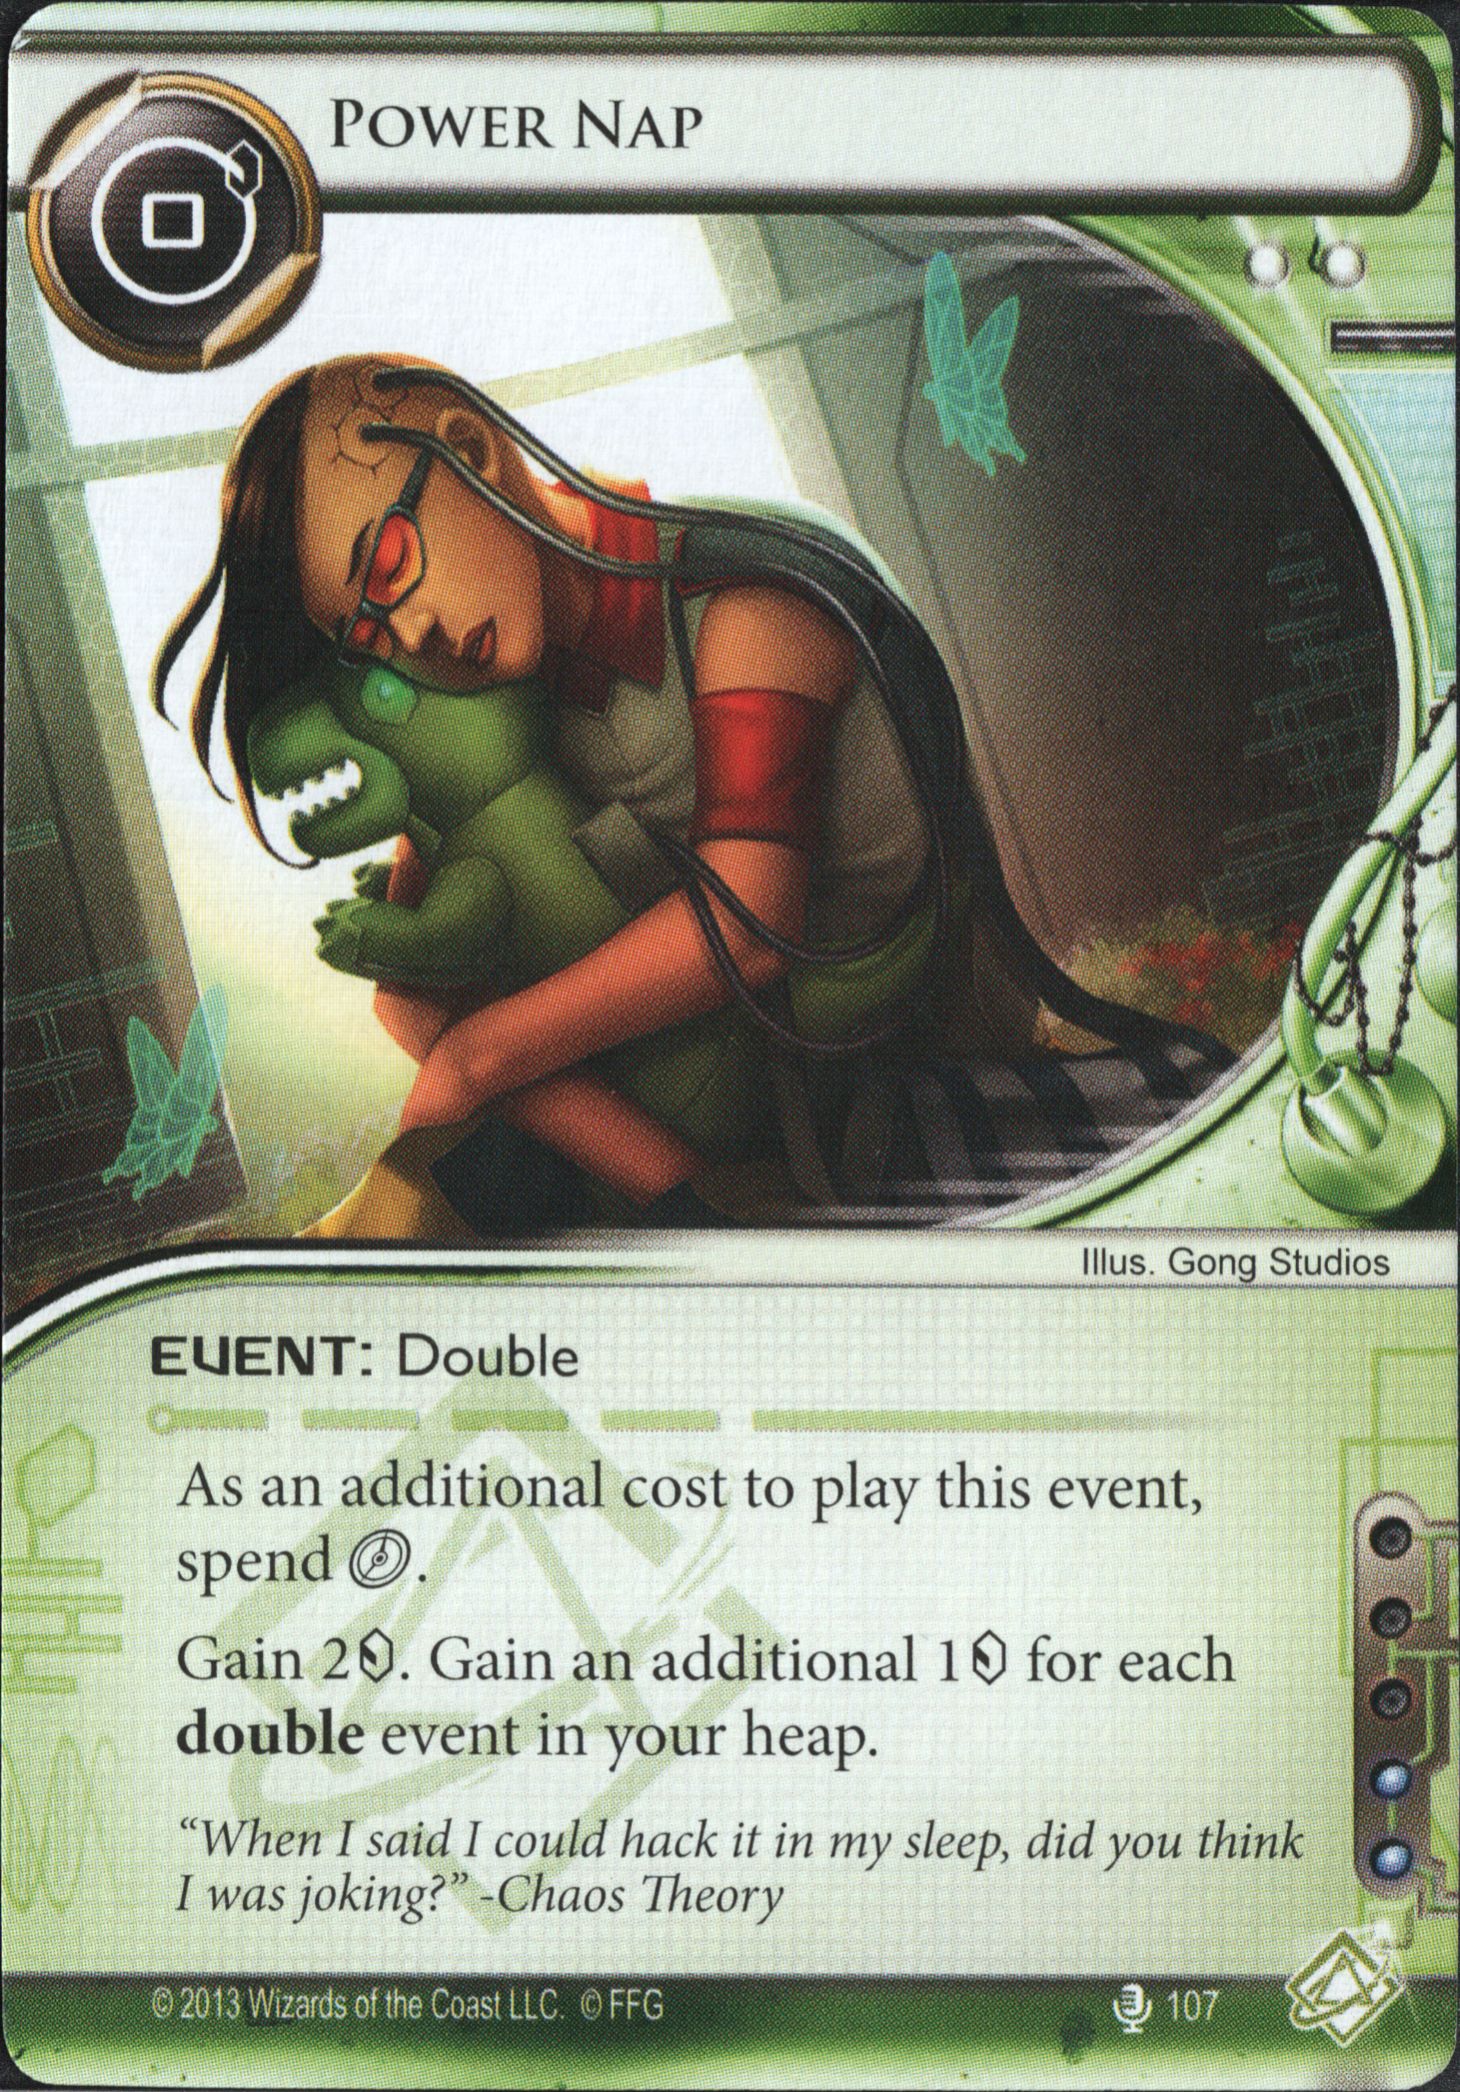 0
Power Nap
Illus. Gong Studios
EVENT: Double
As an additional cost to play this event,
spend .
Gain 2. Gain an additional 1 for each
double event in your heap.
“When I said I could hack it in my sleep, did you think
I was joking?” -Chaos Theory
© 2013 Wizards of the Coast LLC. © FFG
107